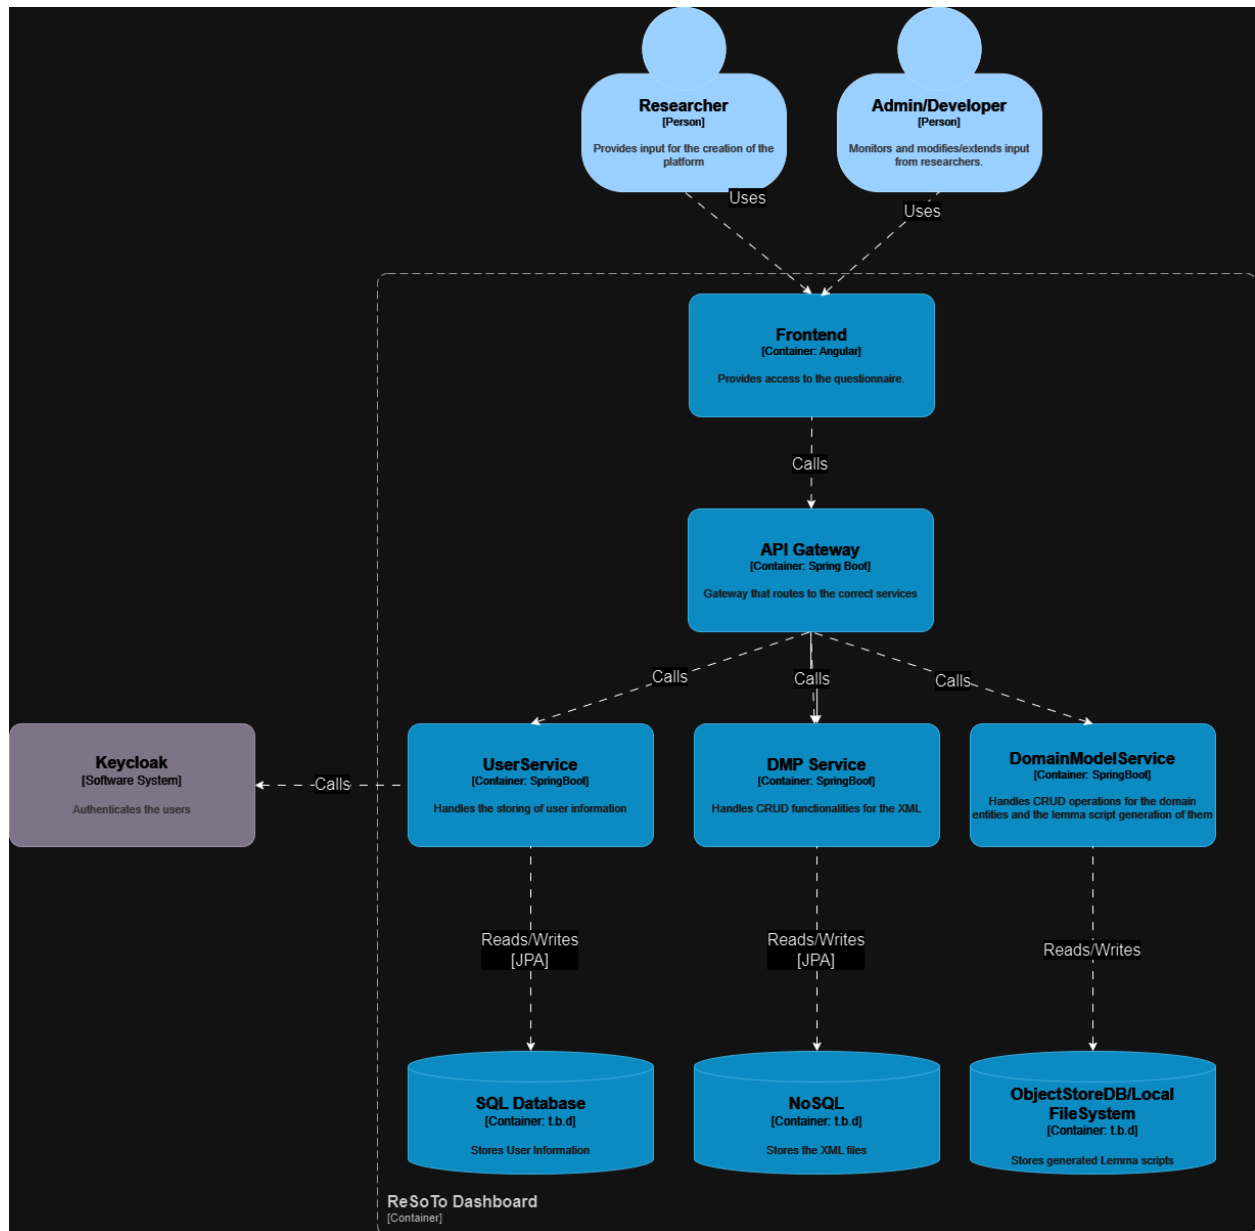 Researcher
[Person]
Provides input for the creation of the
platform
Admin/Developer
[Person]
Monitors and modifies/extends input
from researchers.
Uses
Uses
Frontend
[Container: Angular]
Provides access to the questionnaire.
Calls
API Gateway
[Container: Spring Boot]
Gateway that routes to the correct services
Calls
Calls
Calls
Keycloak
[Software System]
Authenticates the users
Calls
UserService
[Container: SpringBoot]
Handles the storing of user information
DMP Service
[Container: SpringBoot]
Handles CRUD functionalities for the XML
DomainModelService
[Container: SpringBoot]
Handles CRUD operations for the domain
entities and the lemma script generation of them
Reads/Writes
[JPA]
Reads/Writes
[JPA]
Reads/Writes
SQL Database
[Container: t.b.d]
Stores User Information
NoSQL
[Container: t.b.d]
Stores the XML files
ObjectStoreDB/Local
FileSystem
[Container: t.b.d]
Stores generated Lemma scripts
ReSoTo Dashboard
[Container]